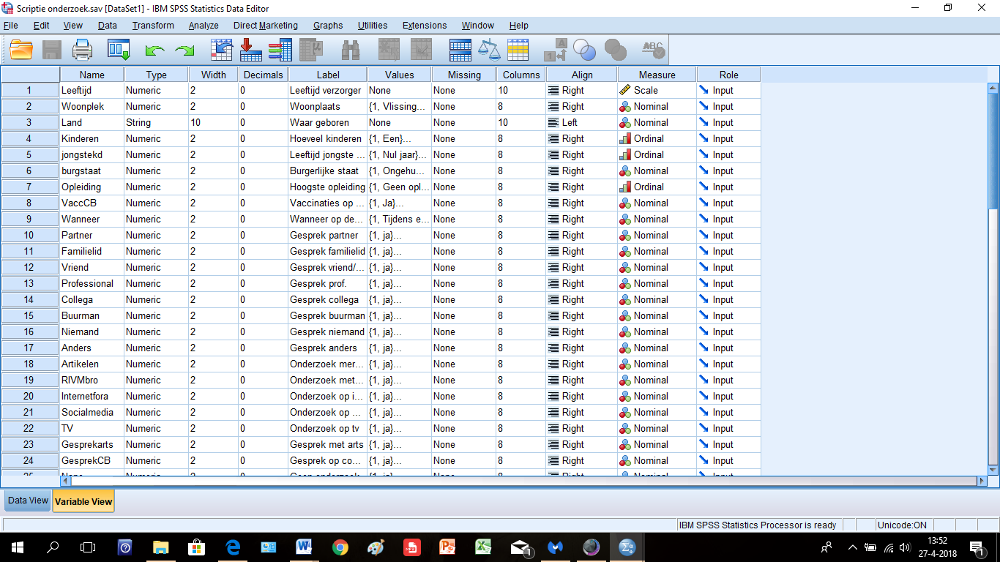 Scriptie onderzoek.sav [DataSet1] - IBM SPSS Statistics Data Editor
File Edit View Data Transform Analyze Direct Marketing Graphs Utilities Extensions Window Help
Name Type Width Decimals Label Values Missing Columns Align Measure Role
1 Leeftijd Numeric 2 0 Leeftijd verzorger None None 10 Right Scale Input
2 Woonplek Numeric 2 0 Woonplaats {1, Vlissing... None 8 Right Nominal Input
3 Land String 10 0 Waar geboren None None 10 Left Nominal Input
4 Kinderen Numeric 2 0 Hoeveel kinderen {1, Een}... None 8 Right Ordinal Input
5 jongstekd Numeric 2 0 Leeftijd jongste ... {1, Nul jaar}... None 8 Right Ordinal Input
6 burgstaat Numeric 2 0 Burgerlijke staat {1, Ongehu... None 8 Right Nominal Input
7 Opleiding Numeric 2 0 Hoogste opleiding {1, Geen opl... None 8 Right Ordinal Input
8 VaccCB Numeric 2 0 Vaccinaties op ... {1, Ja}... None 8 Right Nominal Input
9 Wanneer Numeric 2 0 Wanneer op de... {1, Tijdens e... None 8 Right Nominal Input
10 Partner Numeric 2 0 Gesprek partner {1, ja}... None 8 Right Nominal Input
11 Familielid Numeric 2 0 Gesprek familielid {1, ja}... None 8 Right Nominal Input
12 Vriend Numeric 2 0 Gesprek vriend/... {1, ja}... None 8 Right Nominal Input
13 Professional Numeric 2 0 Gesprek prof. {1, ja}... None 8 Right Nominal Input
14 Collega Numeric 2 0 Gesprek collega {1, ja}... None 8 Right Nominal Input
15 Buurman Numeric 2 0 Gesprek buurman {1, ja}... None 8 Right Nominal Input
16 Niemand Numeric 2 0 Gesprek niemand {1, ja}... None 8 Right Nominal Input
17 Anders Numeric 2 0 Gesprek anders {1, ja}... None 8 Right Nominal Input
18 Artikelen Numeric 2 0 Onderzoek mer... {1, ja}... None 8 Right Nominal Input
19 RIVMbro Numeric 2 0 Onderzoek met... {1, ja}... None 8 Right Nominal Input
20 Internetfora Numeric 2 0 Onderzoek op i... {1, ja}... None 8 Right Nominal Input
21 Socialmedia Numeric 2 0 Onderzoek op ... {1, ja}... None 8 Right Nominal Input
22 TV Numeric 2 0 Onderzoek op tv {1, ja}... None 8 Right Nominal Input
23 Gesprekarts Numeric 2 0 Gesprek met arts {1, ja}... None 8 Right Nominal Input
24 GesprekCB Numeric 2 0 Gesprek op co... {1, ja}... None 8 Right Nominal Input
Data View Variable View
IBM SPSS Statistics Processor is ready Unicode:ON
13:52
27-4-2018